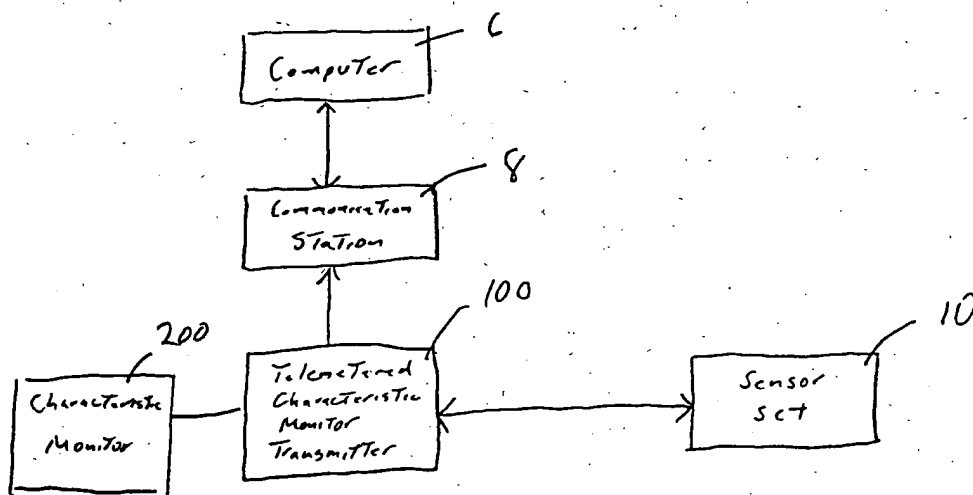 6
Computer
8
Communication
Station
100
200
10
Telemetered
Characteristic
Monitor
Transmitter
Characteristic
Monitor
Sensor
Set